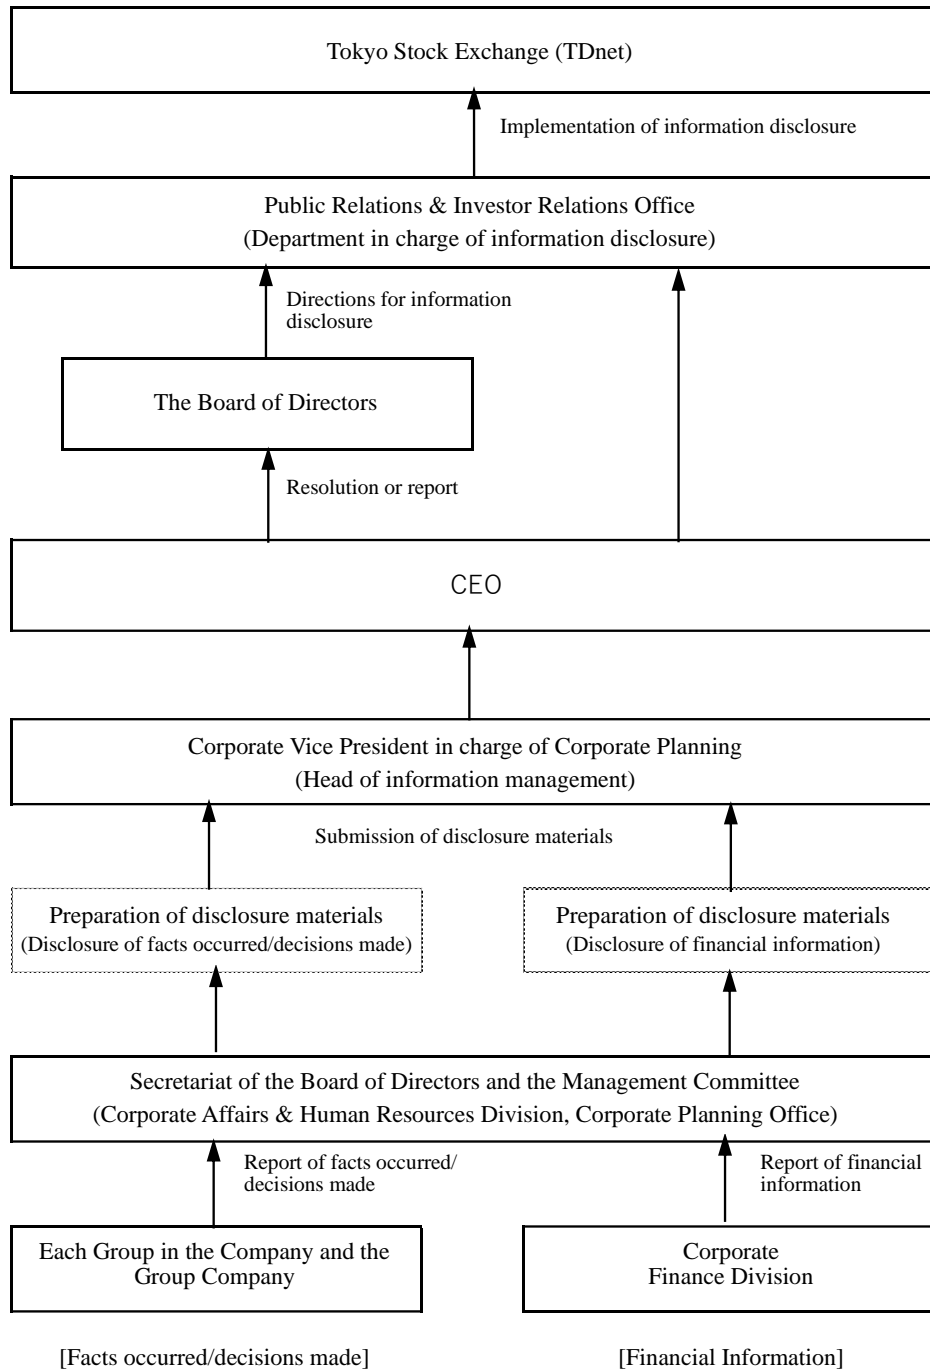 Tokyo Stock Exchange (TDnet)
Implementation of information disclosure
Public Relations & Investor Relations Office
(Department in charge of information disclosure)
Directions for information
disclosure
The Board of Directors
Resolution or report
CEO
Corporate Vice President in charge of Corporate Planning
(Head of information management)
Submission of disclosure materials
Preparation of disclosure materials
(Disclosure of facts occurred/decisions made)
Preparation of disclosure materials
(Disclosure of financial information)
Secretariat of the Board of Directors and the Management Committee
(Corporate Affairs & Human Resources Division, Corporate Planning Office)
Report of facts occurred/
decisions made
Report of financial
information
Each Group in the Company and the
Group Company
Corporate
Finance Division
[Facts occurred/decisions made]
[Financial Information]